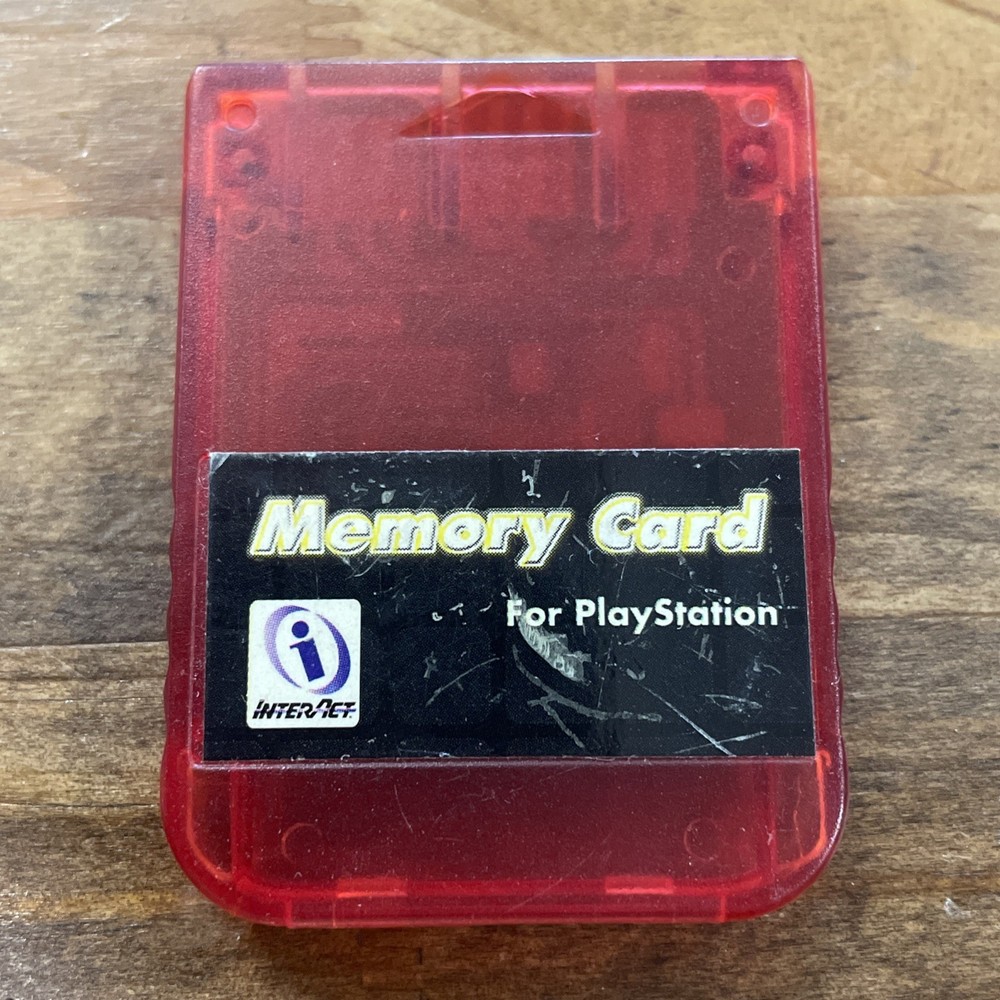 Memory Card
For PlayStation
i
INTERACT